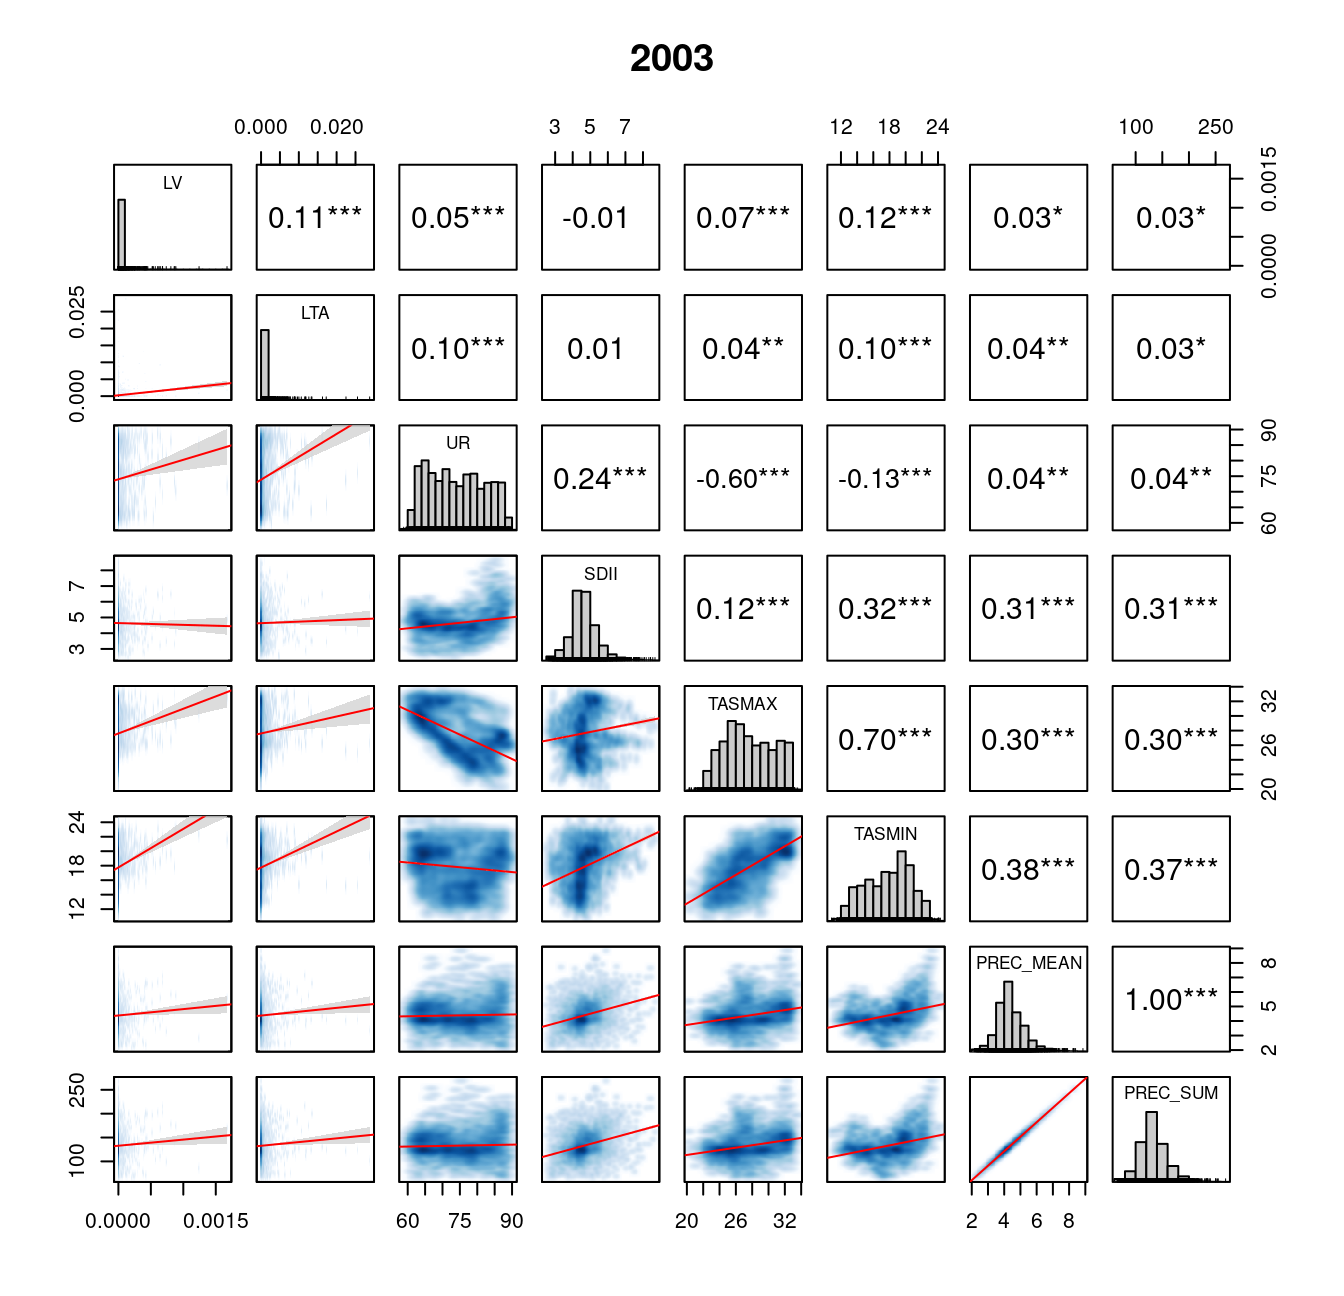 2003
0.000 0.020 3 5 7 12 18 24 100 250
LV 0.11*** 0.05*** -0.01 0.07*** 0.12*** 0.03* 0.03* 0.0000 0.0015
0.000 0.025 LTA 0.10*** 0.01 0.04** 0.10*** 0.04** 0.03*
UR 0.24*** -0.60*** -0.13*** 0.04** 0.04** 60 75 90
3 5 7 SDII 0.12*** 0.32*** 0.31*** 0.31***
TASMAX 0.70*** 0.30*** 0.30*** 20 26 32
12 18 24 TASMIN 0.38*** 0.37***
PREC_MEAN 1.00*** 2 5 8
100 250 PREC_SUM
0.0000 0.0015 60 75 90 20 26 32 2 4 6 8